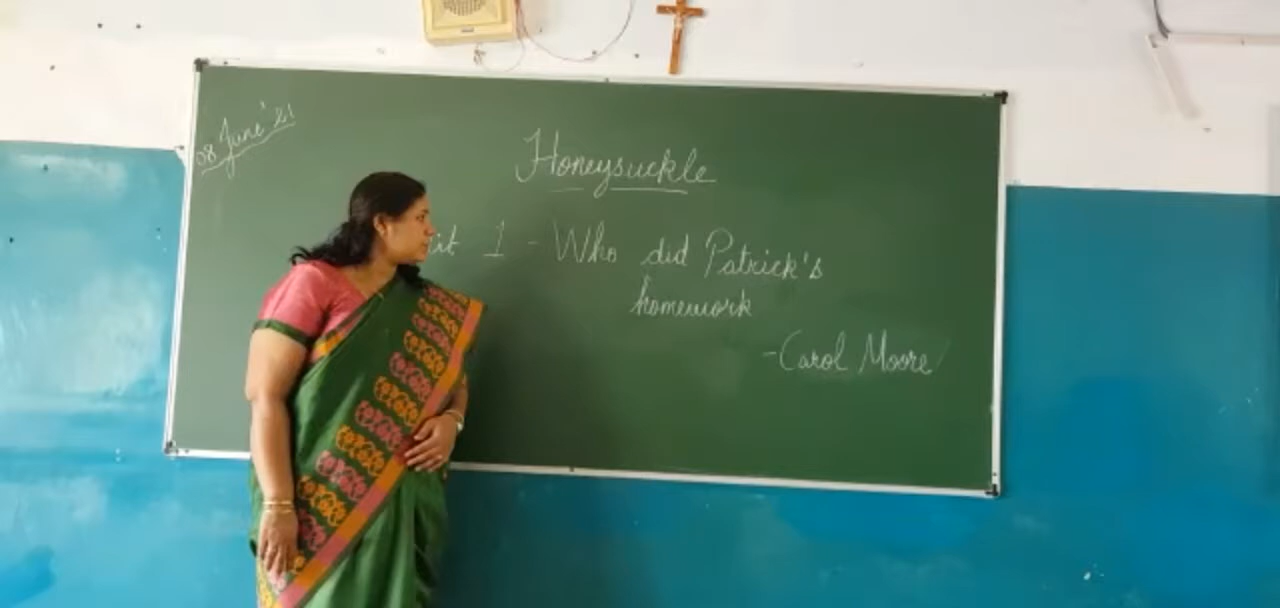 08 June '21
Honeysuckle
it 1 - Who did Patrick's
homework
- Carol Moore